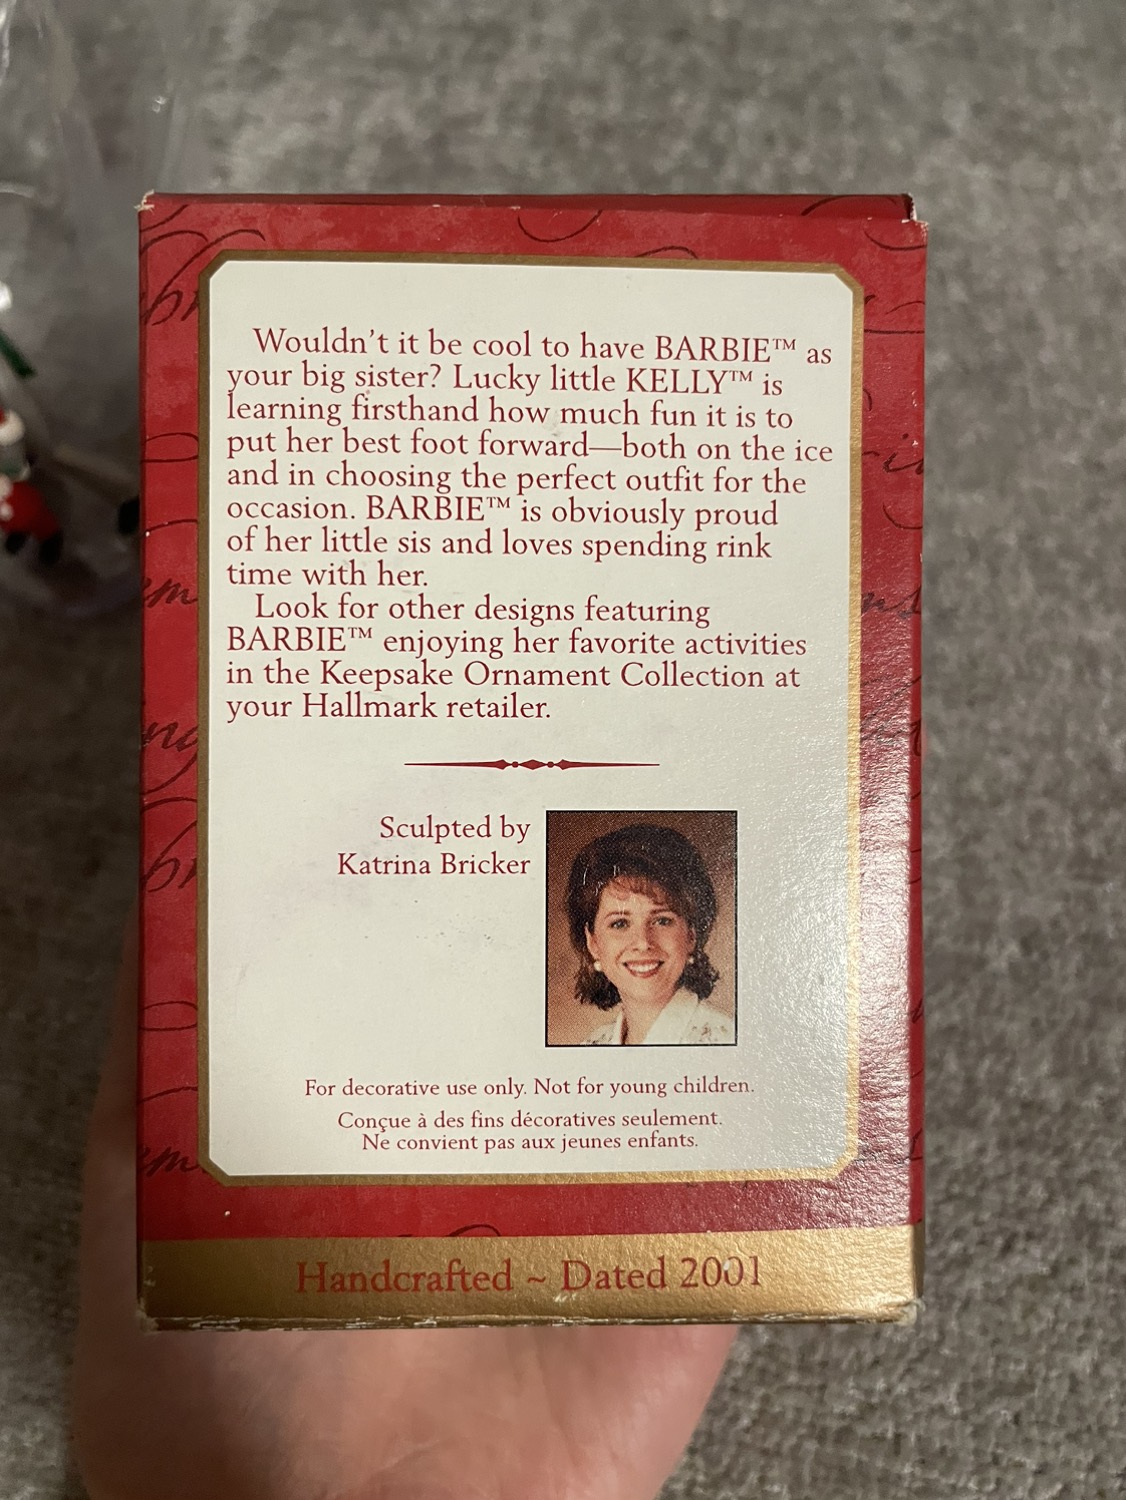 Wouldn't it be cool to have BARBIE™ as
your big sister? Lucky little KELLY™ is
learning firsthand how much fun it is to
put her best foot forward—both on the ice
and in choosing the perfect outfit for the
occasion. BARBIE™ is obviously proud
of her little sis and loves spending rink
time with her.
Look for other designs featuring
BARBIE™ enjoying her favorite activities
in the Keepsake Ornament Collection at
your Hallmark retailer.
Sculpted by
Katrina Bricker
For decorative use only. Not for young children.
Conçue à des fins décoratives seulement.
Ne convient pas aux jeunes enfants.
Handcrafted ~ Dated 2001